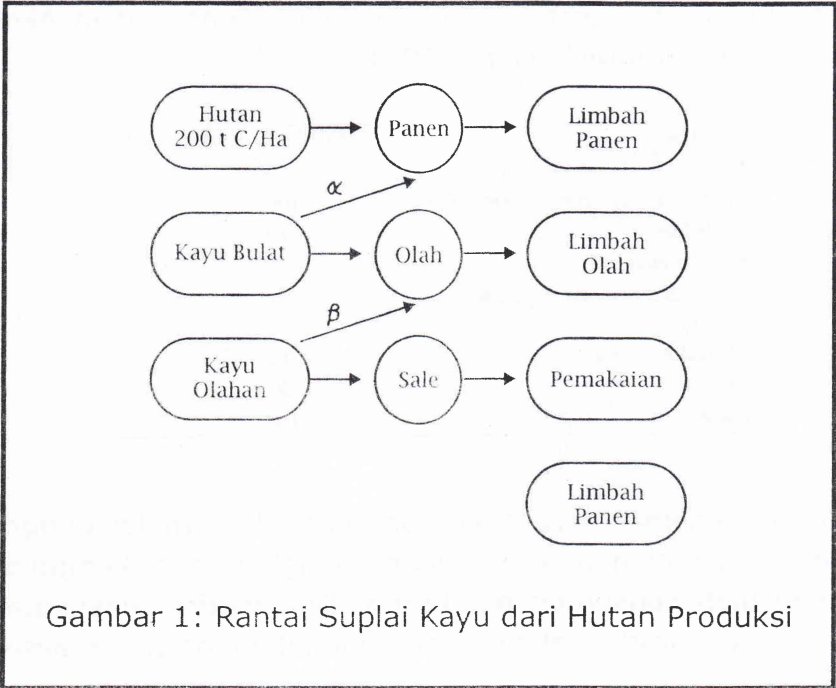 Hutan
200 t C/Ha
Panen
Limbah
Panen
α
Kayu Bulat
Olah
Limbah
Olah
β
Kayu
Olahan
Sale
Pemakaian
Limbah
Panen
Gambar 1: Rantai Suplai Kayu dari Hutan Produksi